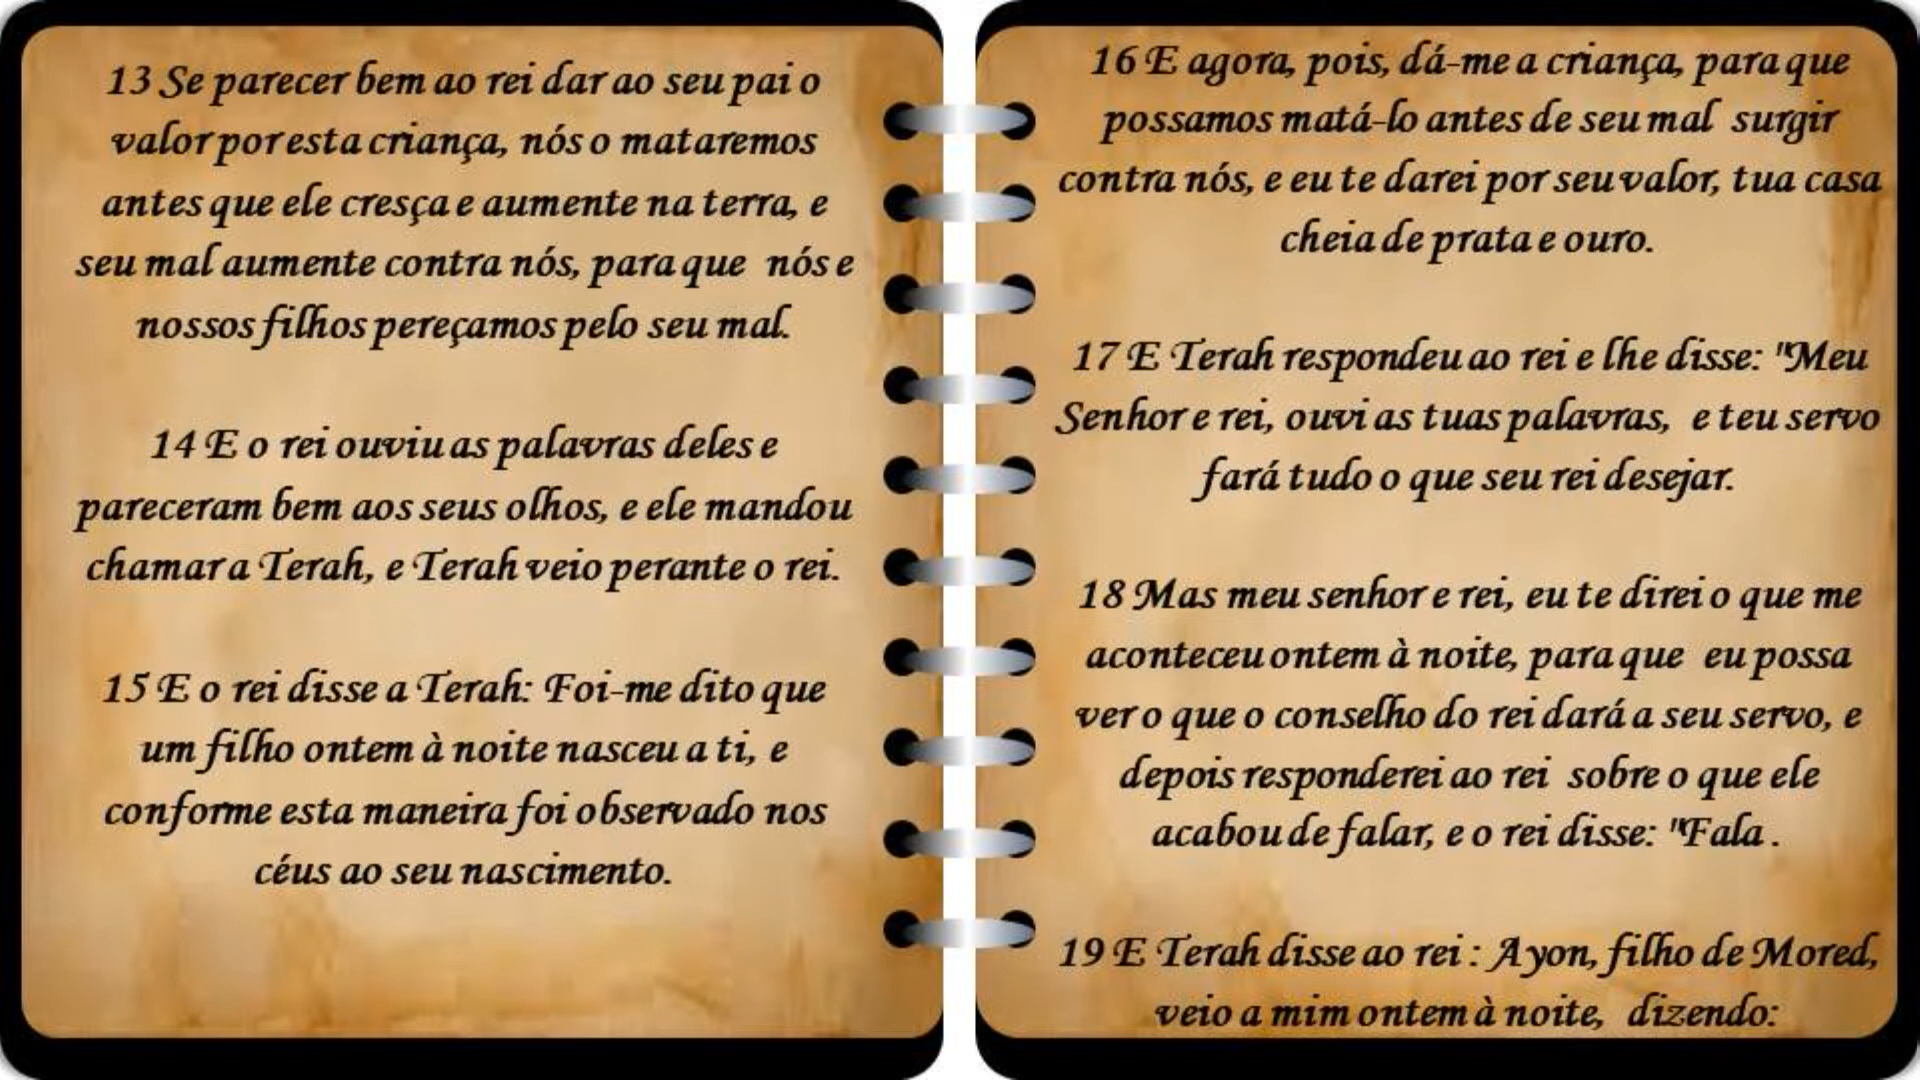 13 Se parecer bem ao rei dar ao seu pai o
valor por esta criança, nós o mataremos
antes que ele cresça e aumente na terra, e
seu mal aumente contra nós, para que nós e
nossos filhos pereçamos pelo seu mal.
14 E o rei ouviu as palavras deles e
pareceram bem aos seus olhos, e ele mandou
chamar a Terah, e Terah veio perante o rei.
15 E o rei disse a Terah: Foi-me dito que
um filho ontem à noite nasceu a ti, e
conforme esta maneira foi observado nos
céus ao seu nascimento.
16 E agora, pois, dá-me a criança, para que
possamos matá-lo antes de seu mal surgir
contra nós, e eu te darei por seu valor, tua casa
cheia de prata e ouro.
17 E Terah respondeu ao rei e lhe disse: "Meu
Senhor e rei, ouvi as tuas palavras, e teu servo
fará tudo o que seu rei desejar.
18 Mas meu senhor e rei, eu te direi o que me
aconteceu ontem à noite, para que eu possa
ver o que o conselho do rei dará a seu servo, e
depois responderei ao rei sobre o que ele
acabou de falar, e o rei disse: "Fala .
19 E Terah disse ao rei : Ayon, filho de Mored,
veio a mim ontem à noite, dizendo: